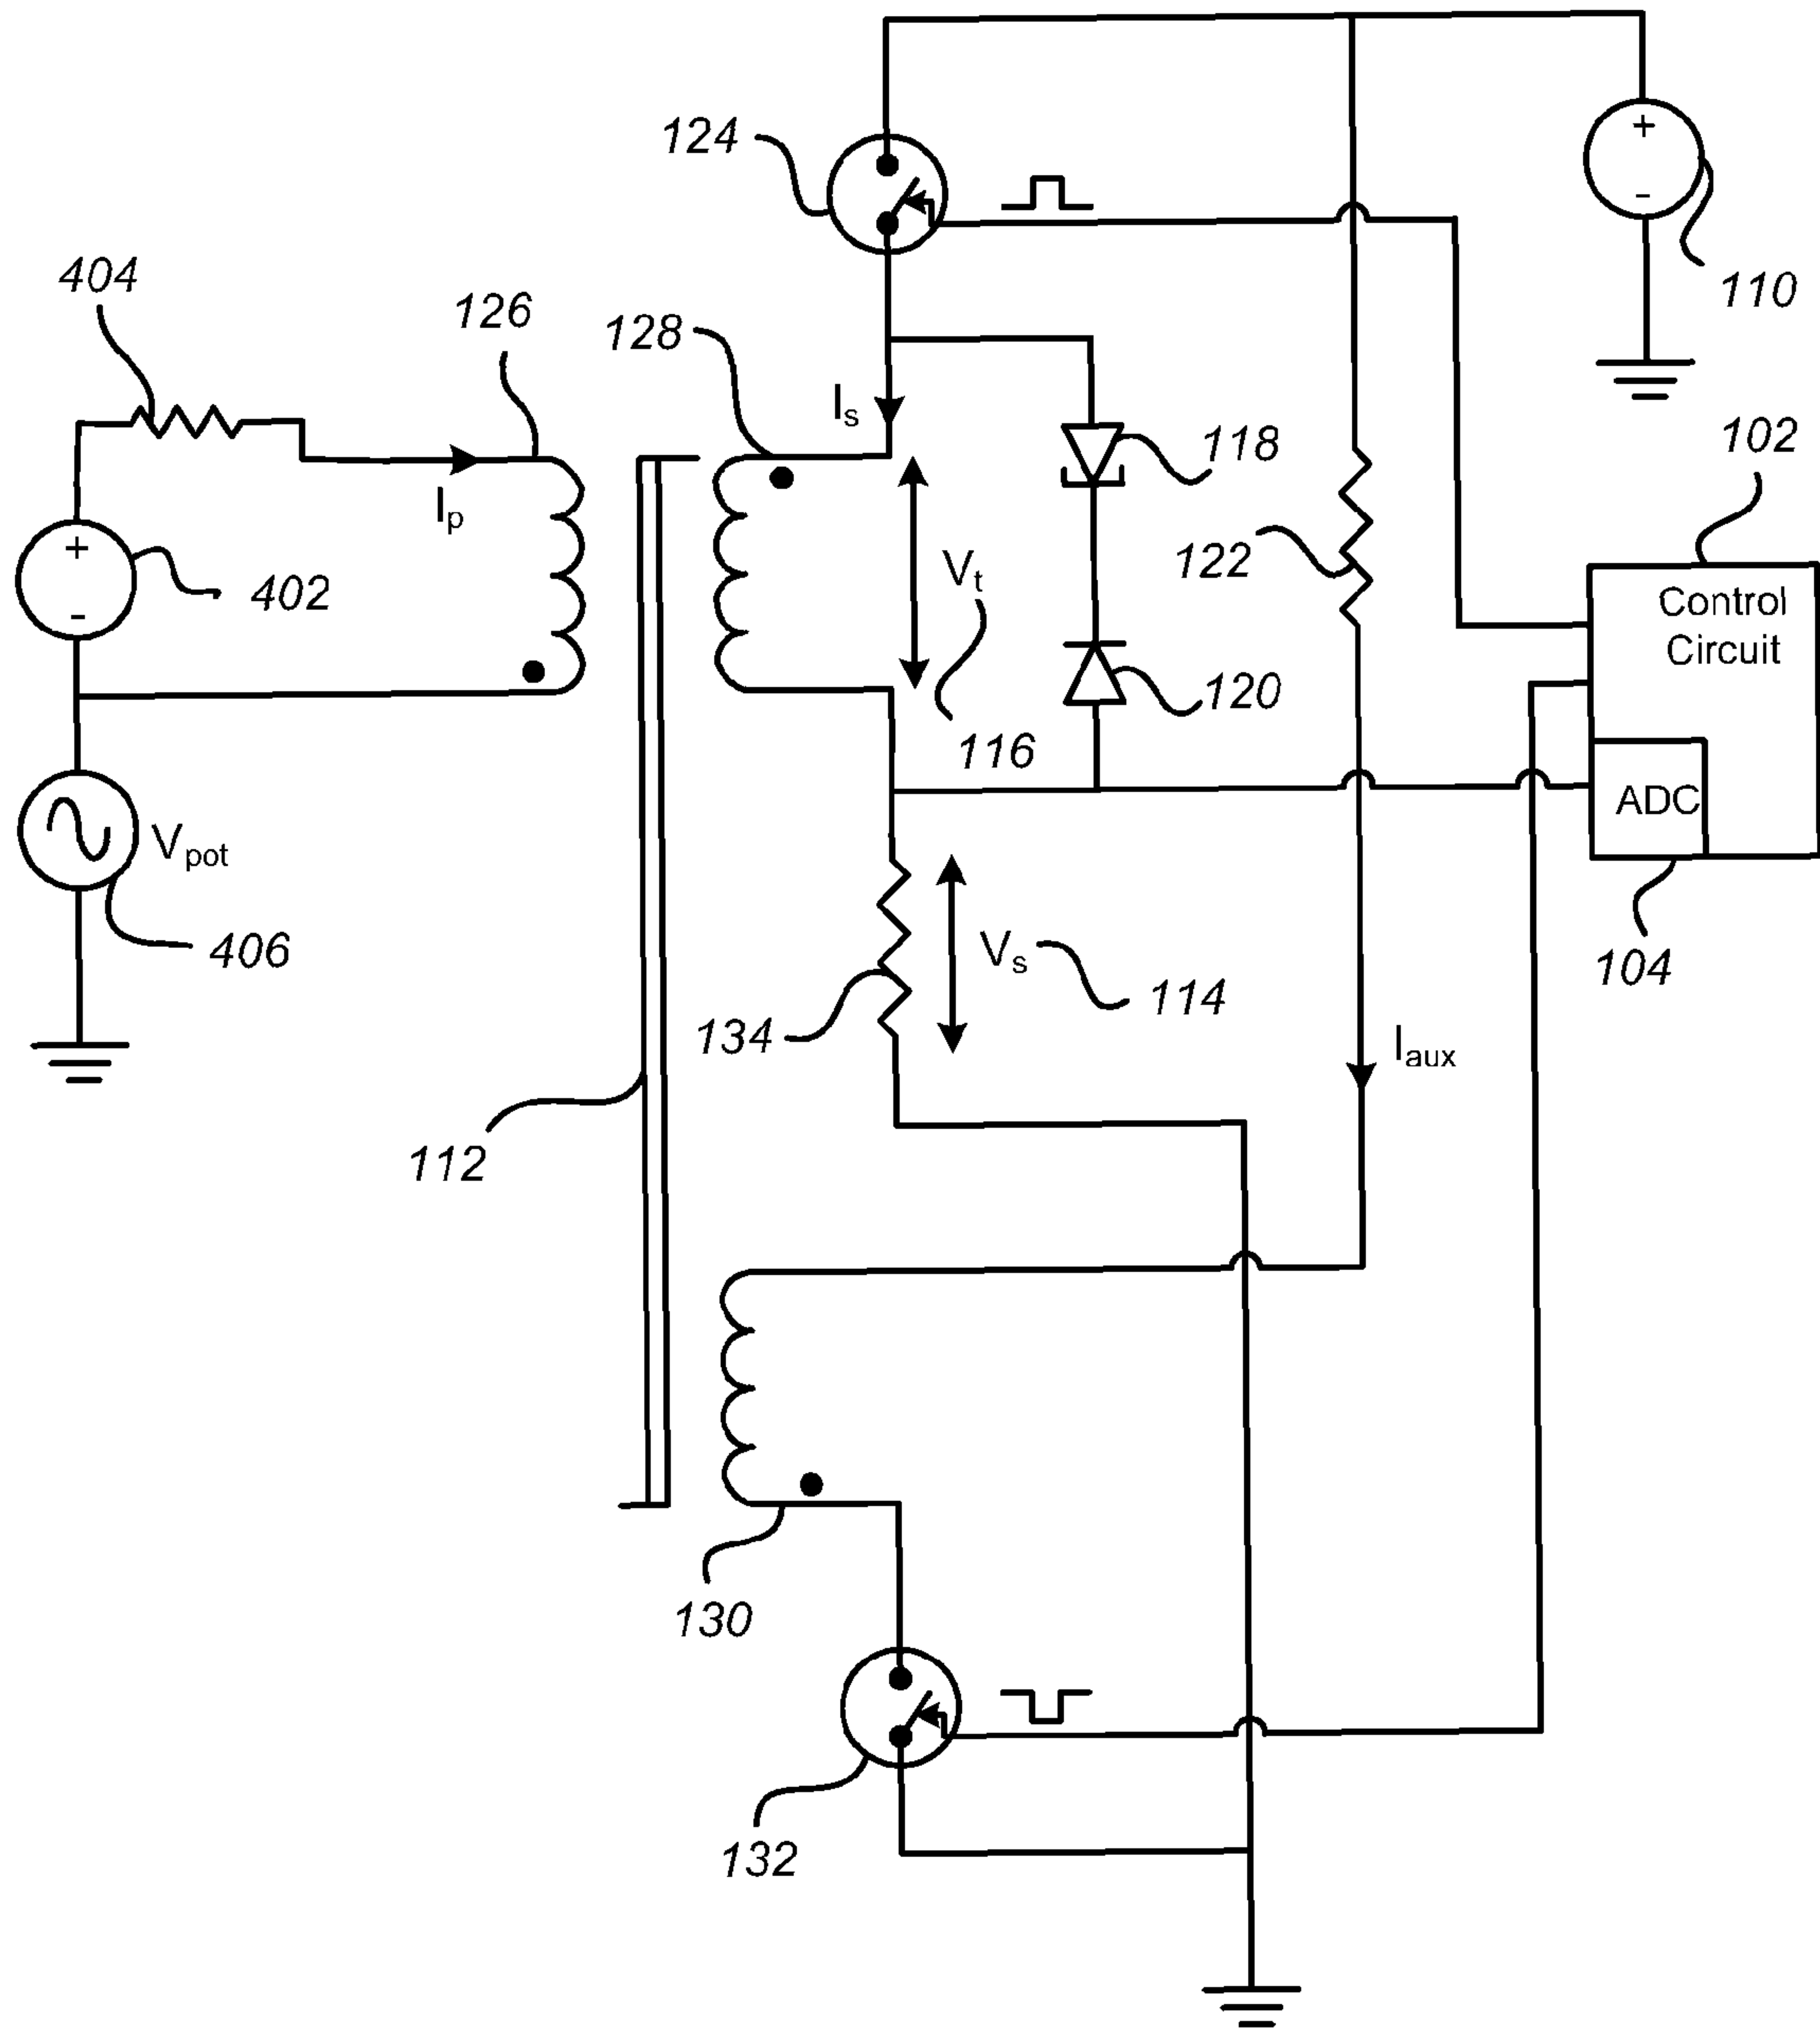 124
+
-
110
404
126
128
Is
Ip
118
102
+
-
402
Vt
122
Control
Circuit
120
116
ADC
Vpot
406
Vs
114
104
134
Iaux
112
130
132